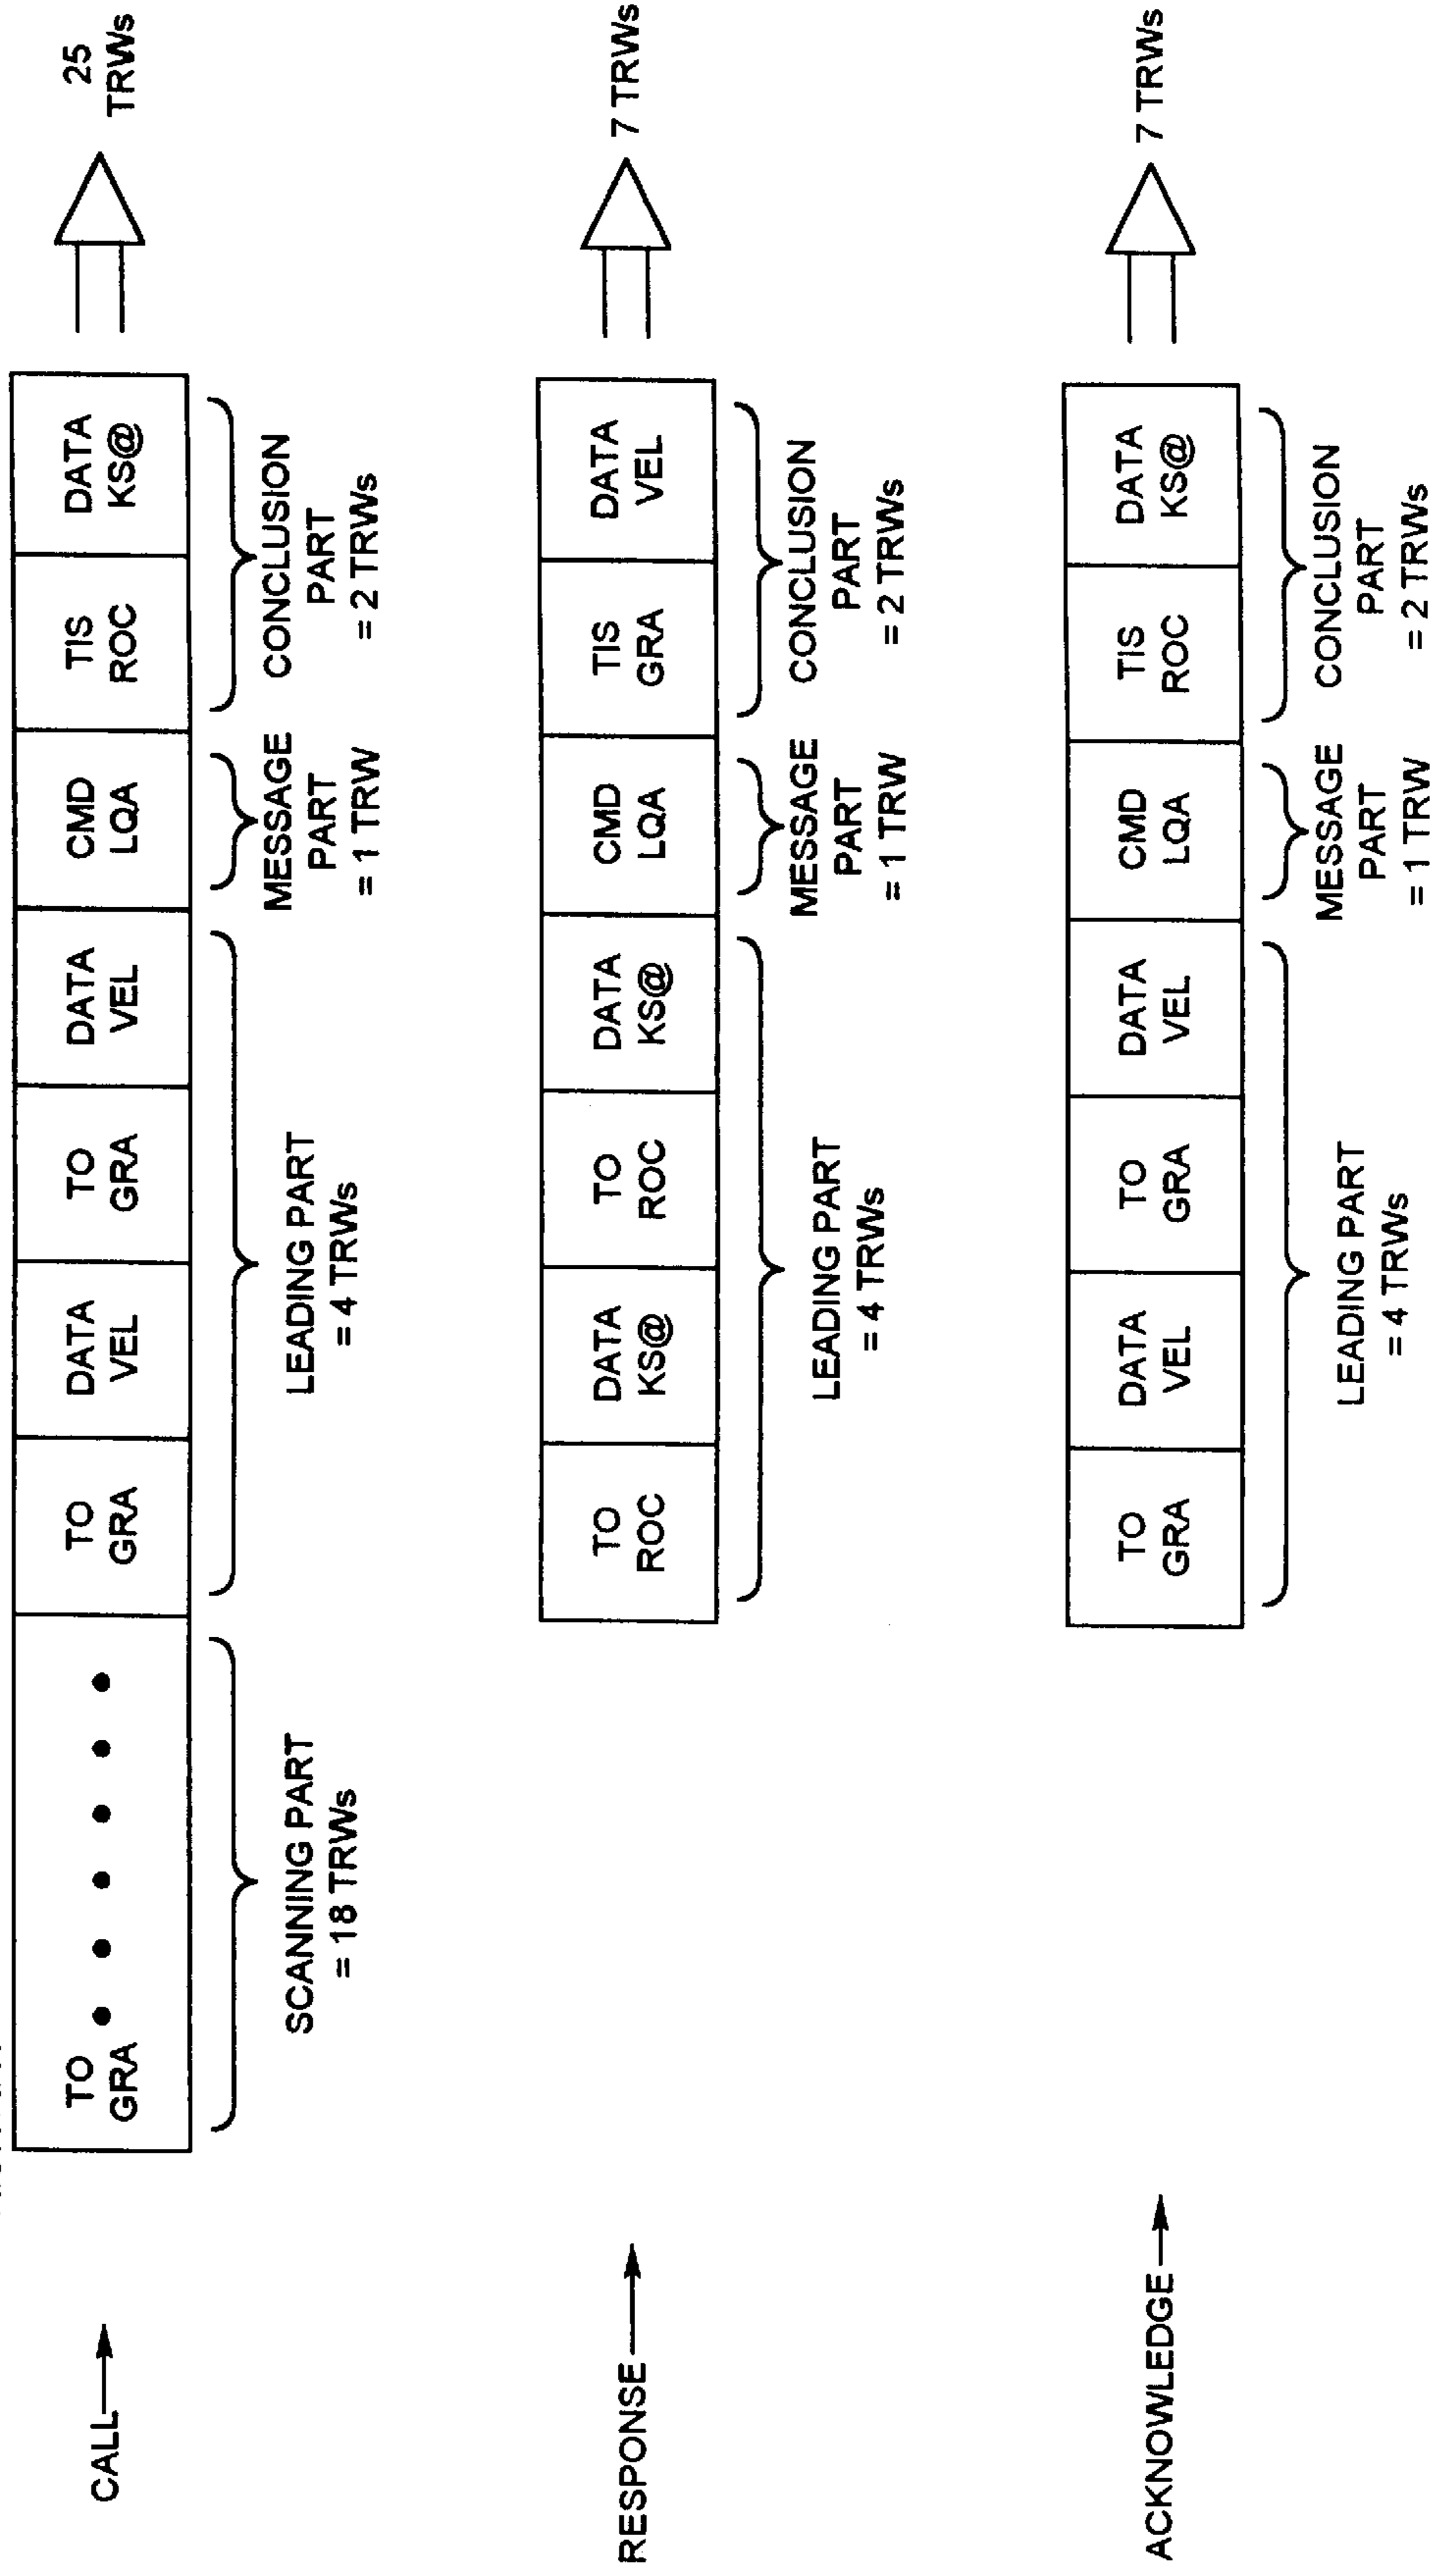 CALL
TO
GRA
TO
GRA
DATA
VEL
TO
GRA
DATA
VEL
CMD
LQA
TIS
ROC
DATA
KS@
25
TRWs
SCANNING PART
= 18 TRWs
LEADING PART
= 4 TRWs
MESSAGE
PART
= 1 TRW
CONCLUSION
PART
= 2 TRWs
RESPONSE
TO
ROC
DATA
KS@
TO
ROC
DATA
KS@
CMD
LQA
TIS
GRA
DATA
VEL
7 TRWs
LEADING PART
= 4 TRWs
MESSAGE
PART
= 1 TRW
CONCLUSION
PART
= 2 TRWs
ACKNOWLEDGE
TO
GRA
DATA
VEL
TO
GRA
DATA
VEL
CMD
LQA
TIS
ROC
DATA
KS@
7 TRWs
LEADING PART
= 4 TRWs
MESSAGE
PART
= 1 TRW
CONCLUSION
PART
= 2 TRWs